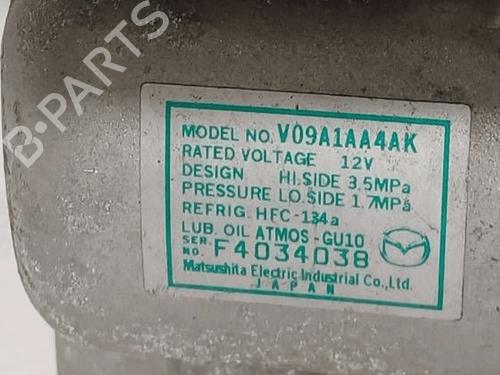 B-PARTS
MODEL NO. V09A1AA4AK
RATED VOLTAGE 12V
DESIGN HI.SIDE 3.5MPa
PRESSURE LO.SIDE 1.7MPa
REFRIG. HFC-134a
LUB. OIL ATMOS-GU10
SER. NO. F4034038
Matsushita Electric Industrial Co., Ltd.
JAPAN